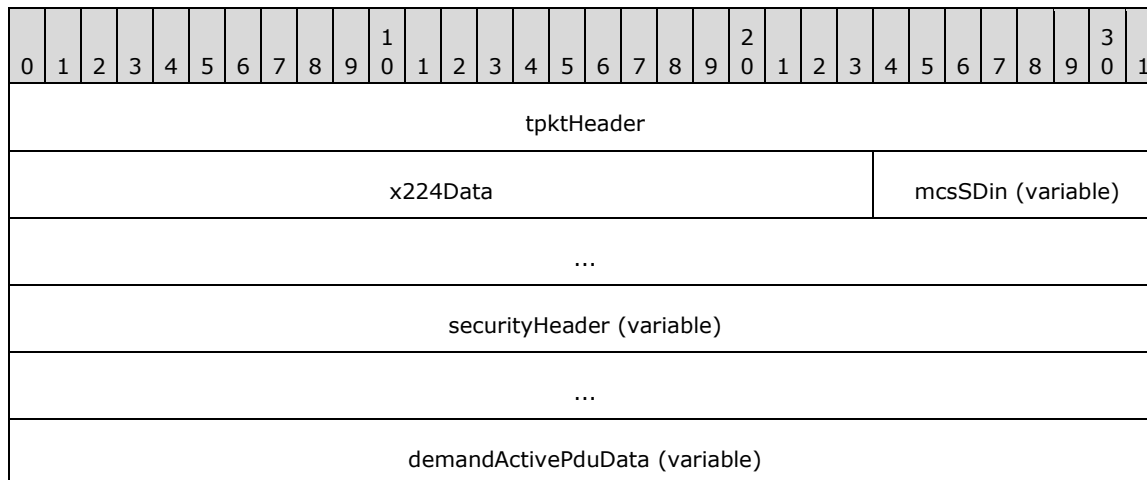 1 2 3
0 1 2 3 4 5 6 7 8 9 0 1 2 3 4 5 6 7 8 9 0 1 2 3 4 5 6 7 8 9 0 1
tpktHeader
x224Data mcsSDin (variable)
...
securityHeader (variable)
...
demandActivePduData (variable)